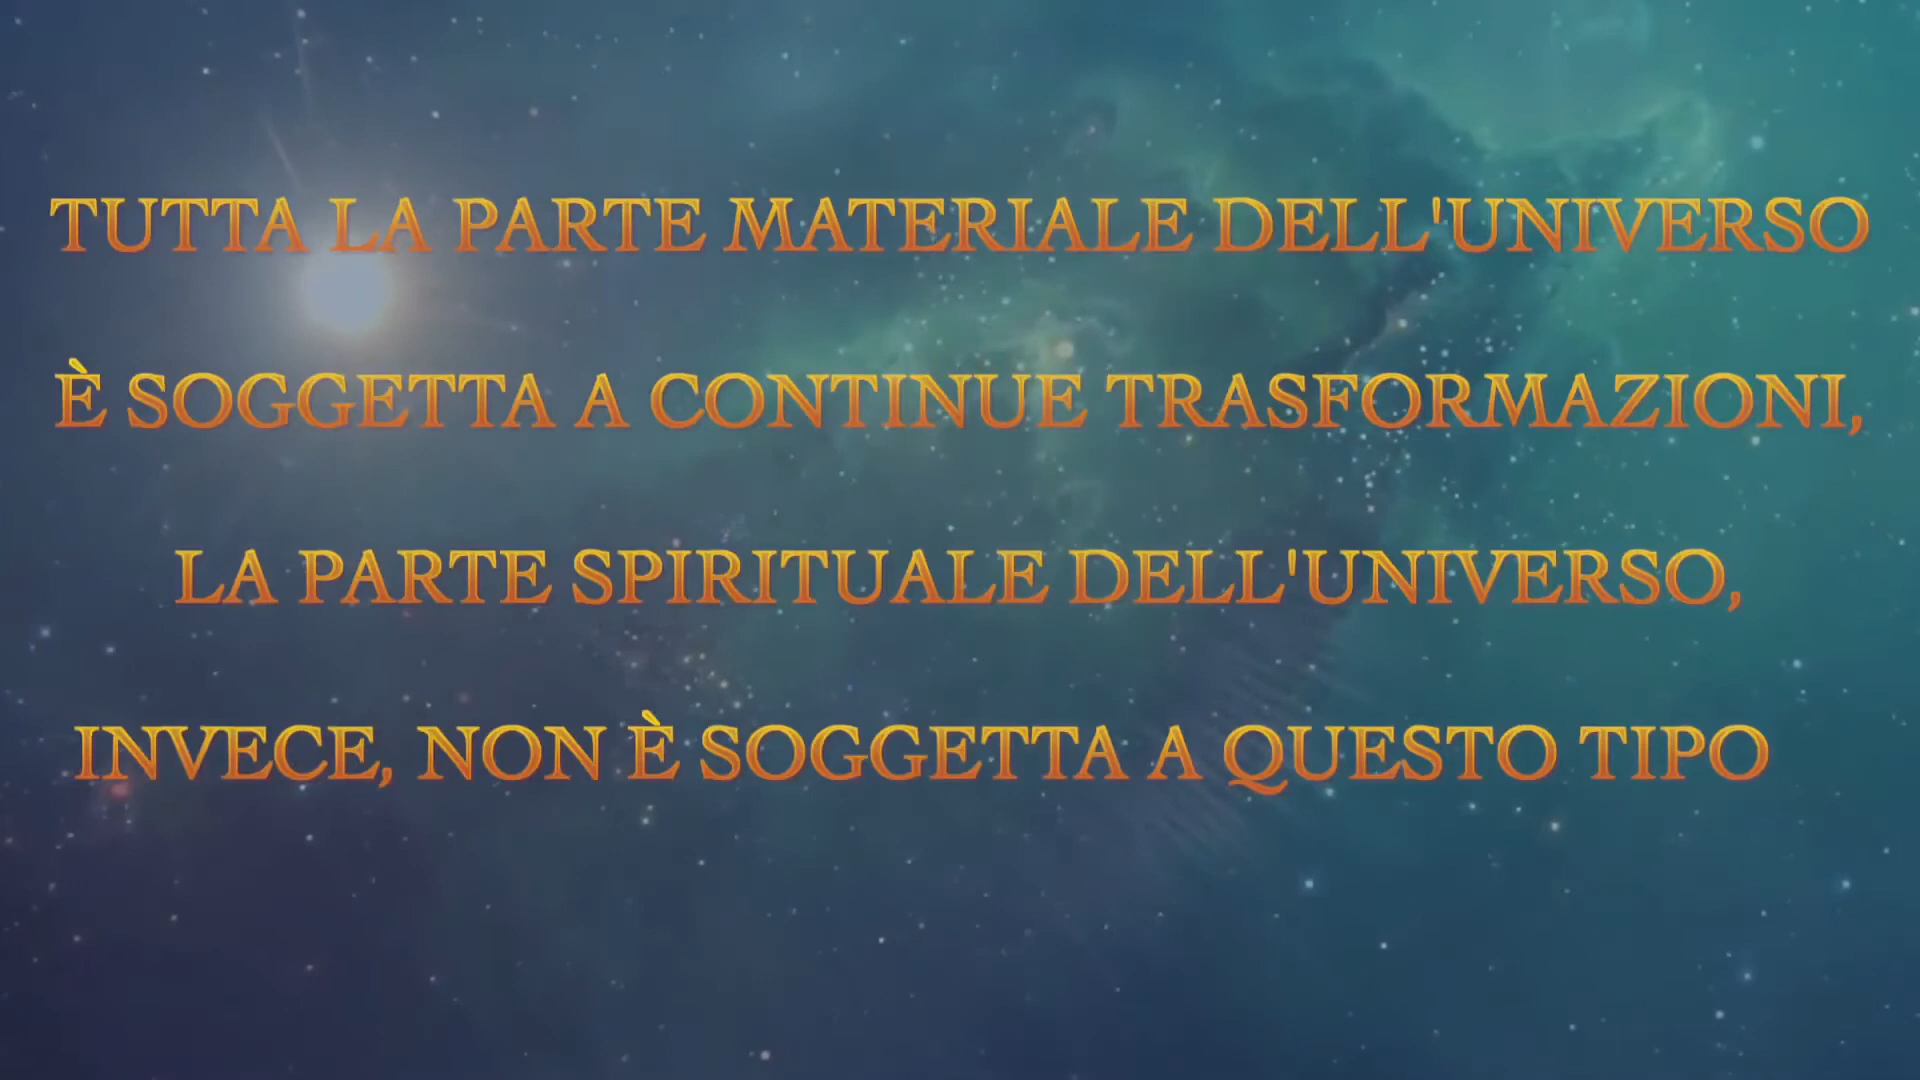 TUTTA LA PARTE MATERIALE DELL'UNIVERSO
È SOGGETTA A CONTINUE TRASFORMAZIONI,
LA PARTE SPIRITUALE DELL'UNIVERSO,
INVECE, NON È SOGGETTA A QUESTO TIPO